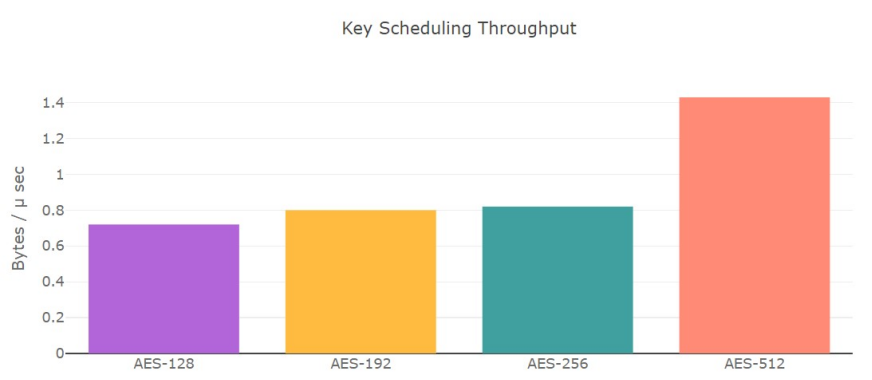 Key Scheduling Throughput
Bytes / µ sec
1.4
1.2
1
0.8
0.6
0.4
0.2
0
AES-128 AES-192 AES-256 AES-512